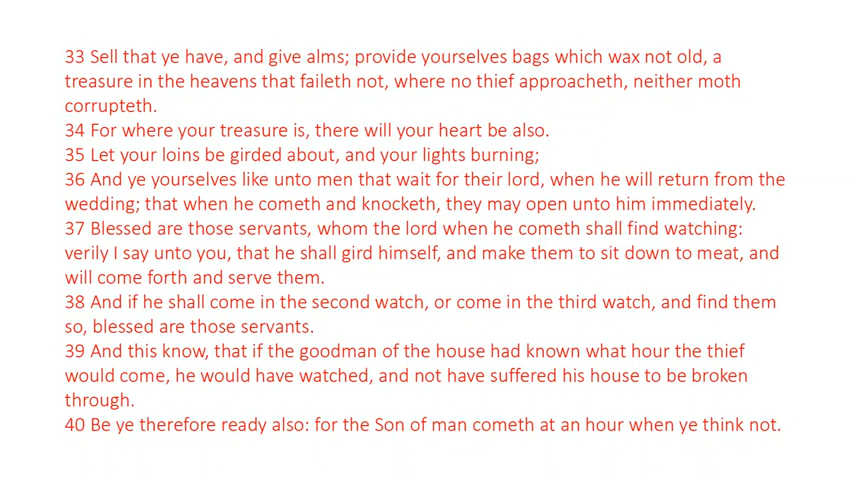 33 Sell that ye have, and give alms; provide yourselves bags which wax not old, a
treasure in the heavens that faileth not, where no thief approacheth, neither moth
corrupteth.
34 For where your treasure is, there will your heart be also.
35 Let your loins be girded about, and your lights burning;
36 And ye yourselves like unto men that wait for their lord, when he will return from the
wedding; that when he cometh and knocketh, they may open unto him immediately.
37 Blessed are those servants, whom the lord when he cometh shall find watching:
verily I say unto you, that he shall gird himself, and make them to sit down to meat, and
will come forth and serve them.
38 And if he shall come in the second watch, or come in the third watch, and find them
so, blessed are those servants.
39 And this know, that if the goodman of the house had known what hour the thief
would come, he would have watched, and not have suffered his house to be broken
through.
40 Be ye therefore ready also: for the Son of man cometh at an hour when ye think not.